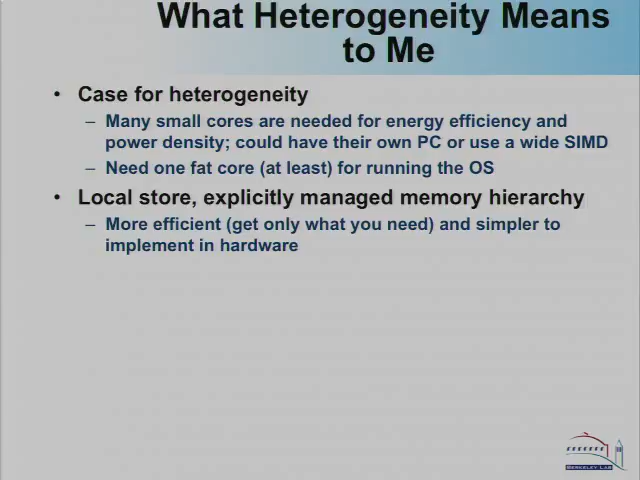 What Heterogeneity Means
to Me
• Case for heterogeneity
– Many small cores are needed for energy efficiency and
power density; could have their own PC or use a wide SIMD
– Need one fat core (at least) for running the OS
• Local store, explicitly managed memory hierarchy
– More efficient (get only what you need) and simpler to
implement in hardware
BERKELEY LAB